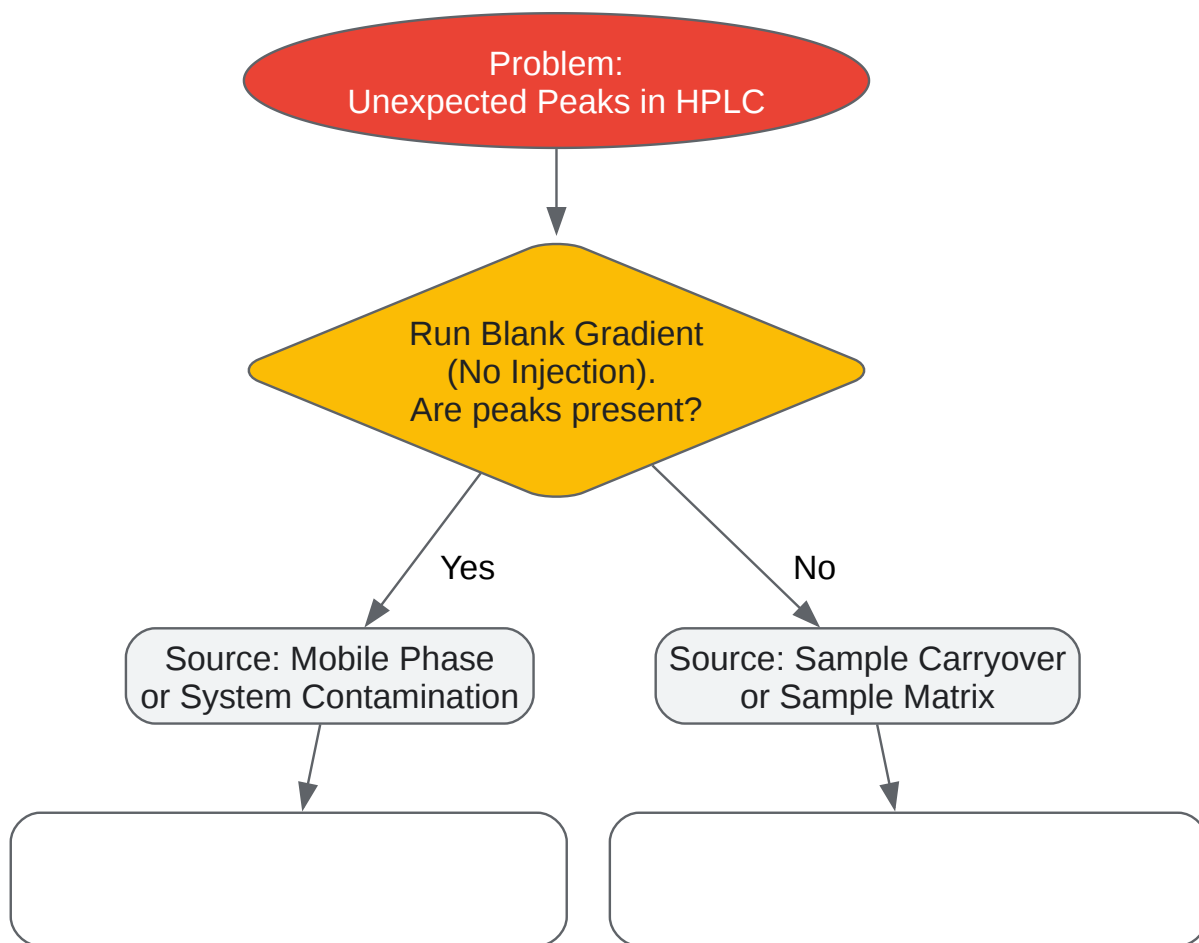 Problem:
Unexpected Peaks in HPLC
Run Blank Gradient
(No Injection).
Are peaks present?
Yes
No
Source: Mobile Phase
or System Contamination
Source: Sample Carryover
or Sample Matrix